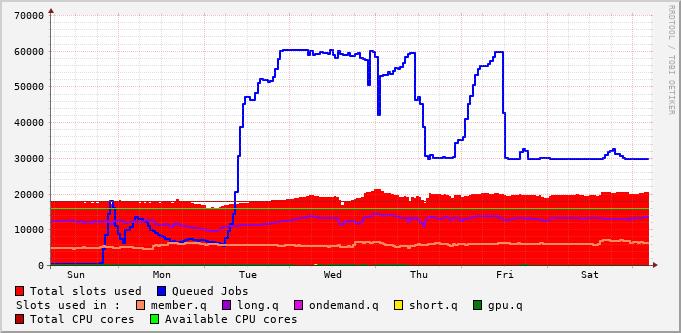 70000
60000
50000
40000
30000
20000
10000
0
Sun Mon Tue Wed Thu Fri Sat
RRDTOOL / TOBI OETIKER
Total slots used Queued Jobs
Slots used in : member.q long.q ondemand.q short.q gpu.q
Total CPU cores Available CPU cores